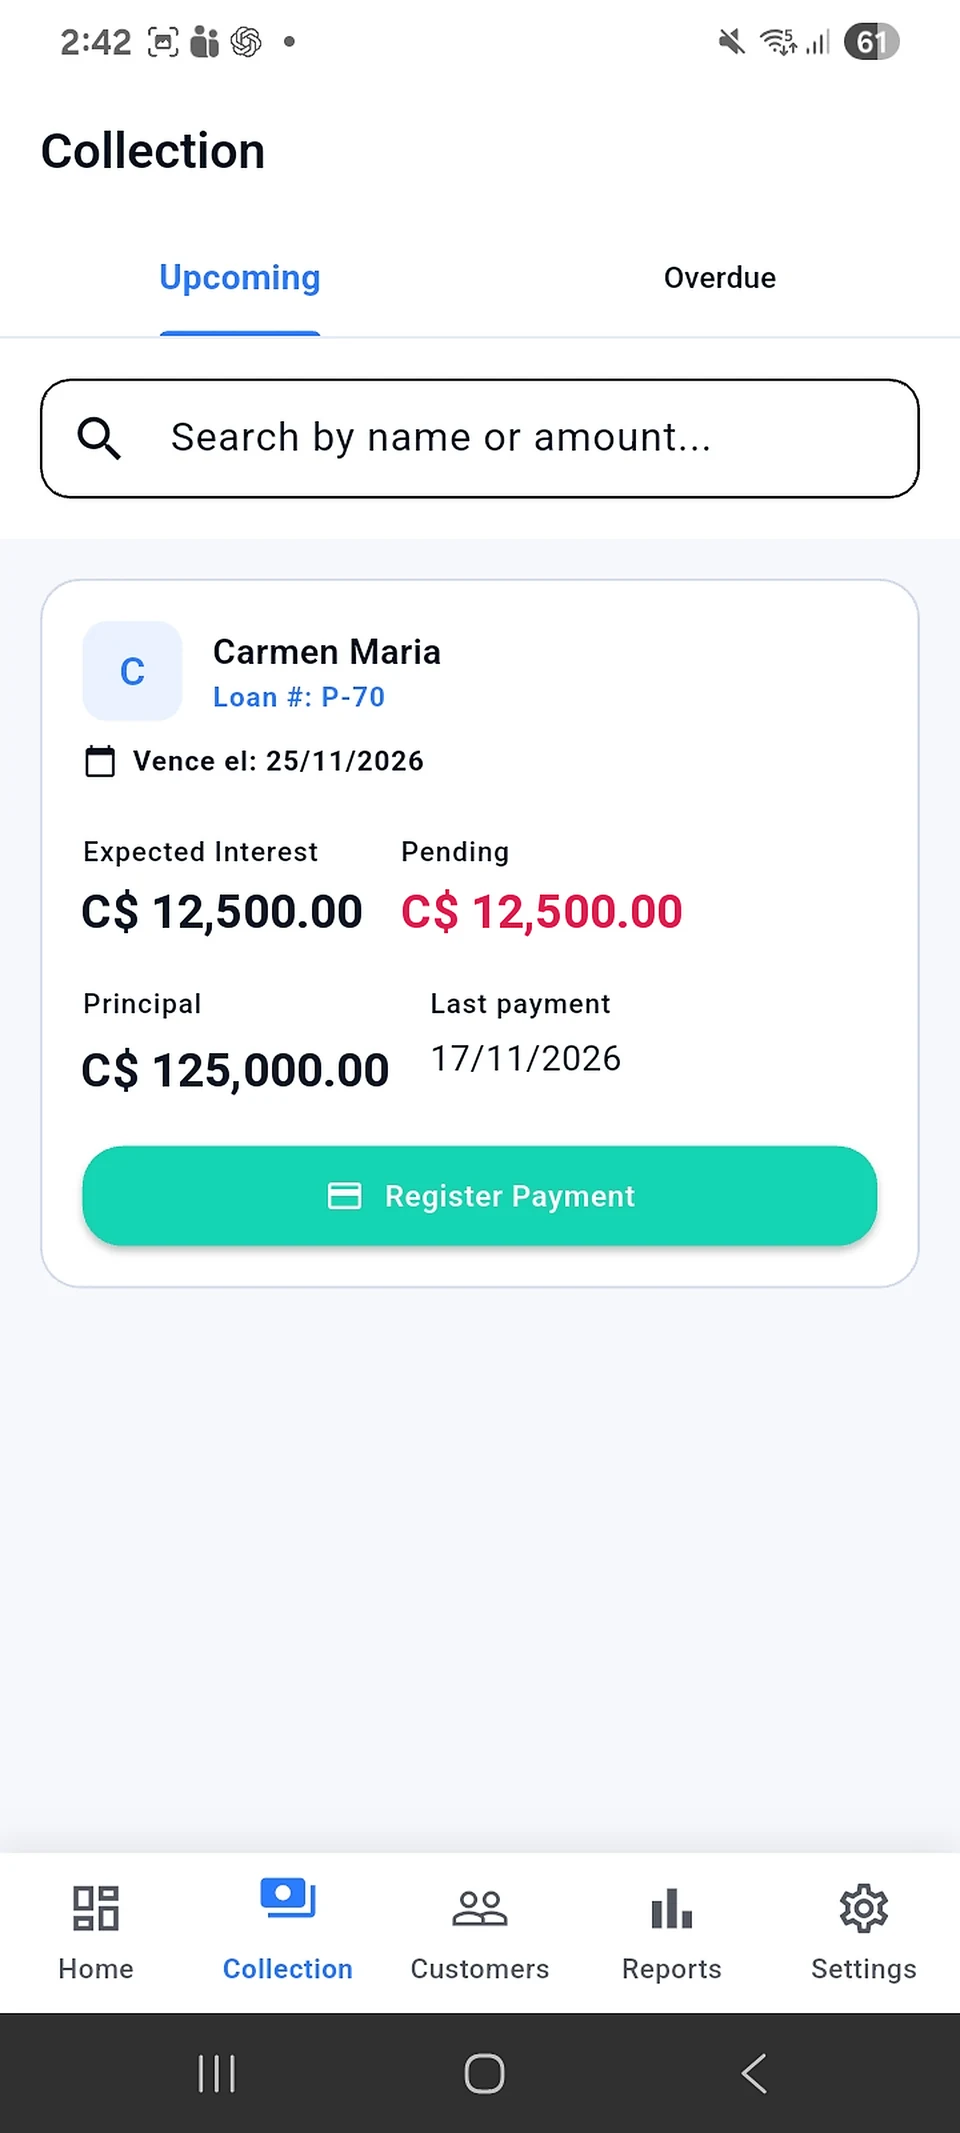 2:42
5
61
Collection
Upcoming Overdue
Search by name or amount...
C
Carmen Maria
Loan #: P-70
Vence el: 25/11/2026
Expected Interest Pending
C$ 12,500.00 C$ 12,500.00
Principal Last payment
C$ 125,000.00 17/11/2026
Register Payment
Home Collection Customers Reports Settings